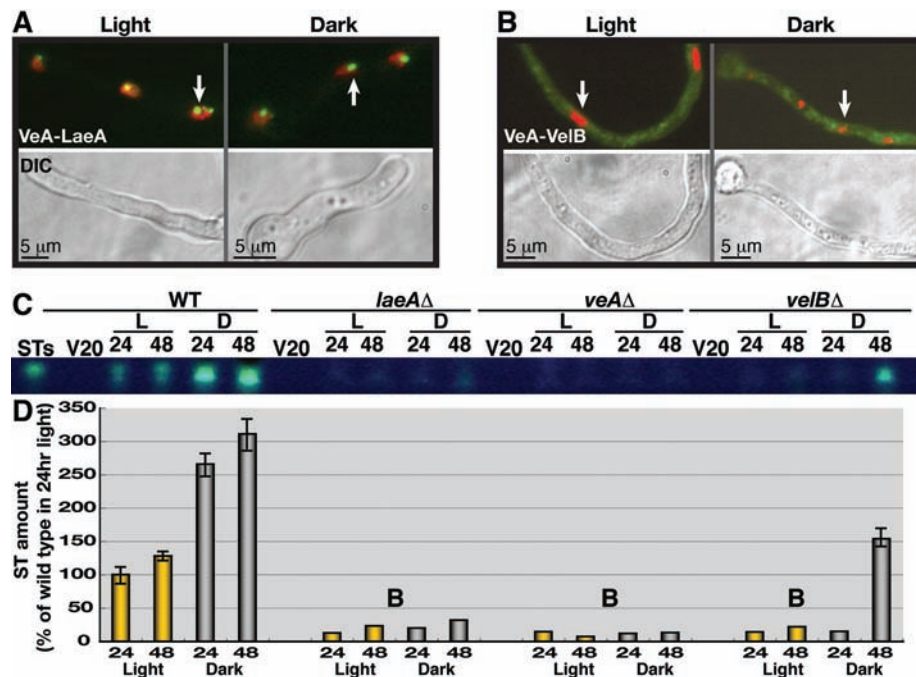 A
Light
Dark
VeA-LaeA
DIC
5 µm
5 µm
B
Light
Dark
VeA-VelB
5 µm
5 µm
C
WT
laeAΔ
veAΔ
velBΔ
L D L D L D L D
STs V20 24 48 24 48 V20 24 48 24 48 V20 24 48 24 48 V20 24 48 24 48
D
ST amount
(% of wild type in 24hr light)
350
300
250
200
150
100
50
0
B
B
B
24 48 24 48 24 48 24 48 24 48 24 48 24 48 24 48
Light Dark Light Dark Light Dark Light Dark